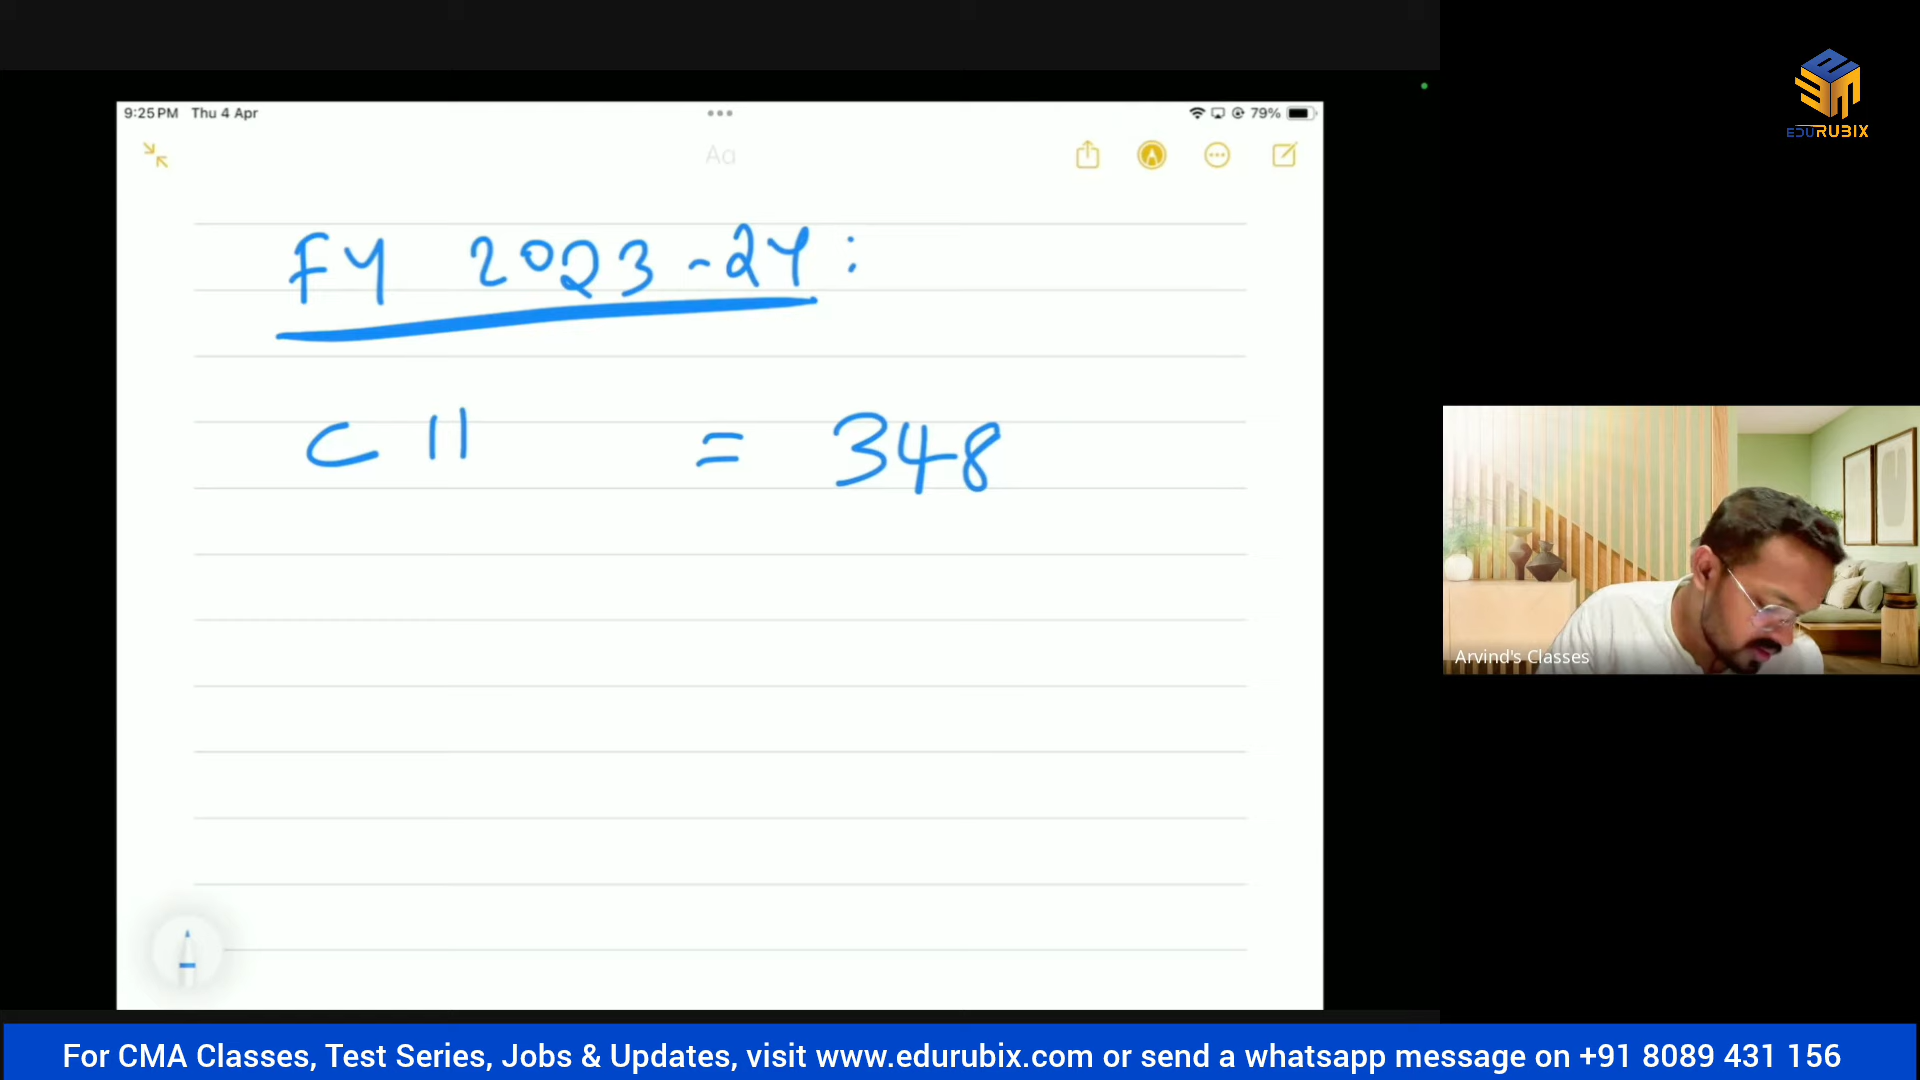 9:25 PM Thu 4 Apr
79%
Aa
FY 2023-24:
CII = 348
EDURUBIX
Arvind's Classes
For CMA Classes, Test Series, Jobs & Updates, visit www.edurubix.com or send a whatsapp message on +91 8089 431 156